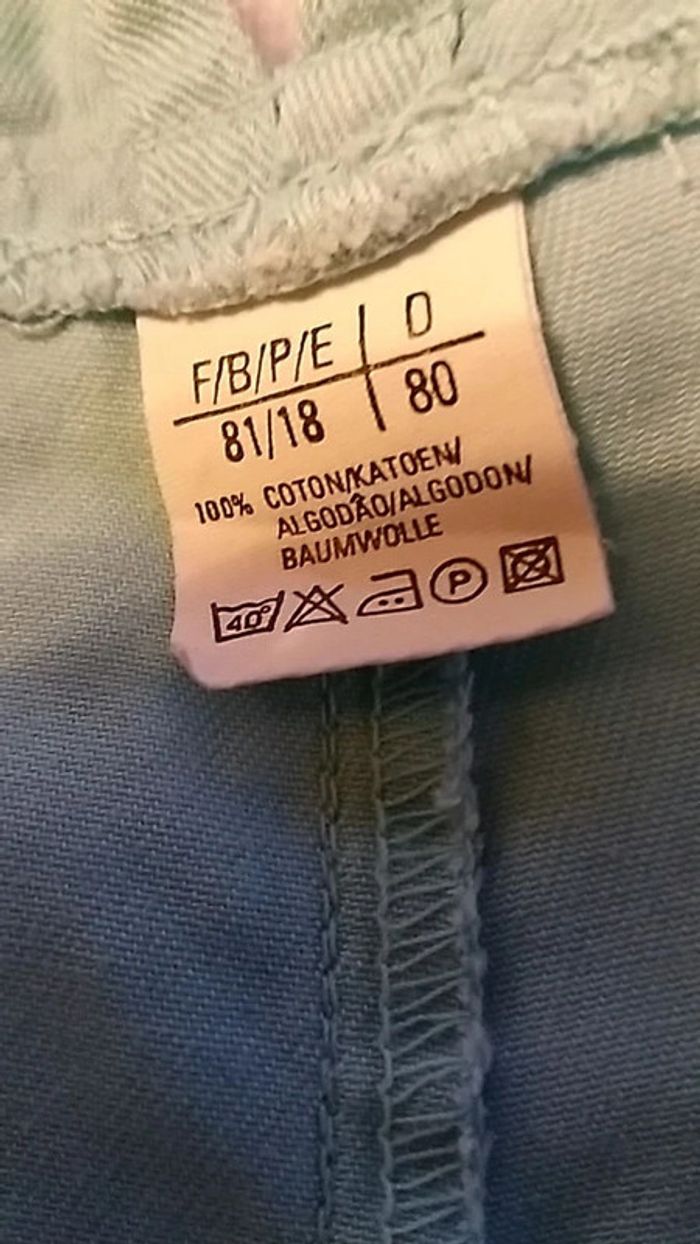 F/B/P/E | D
81/18 | 80
100% COTON/KATOEN/
ALGODÃO/ALGODON/
BAUMWOLLE
40° P